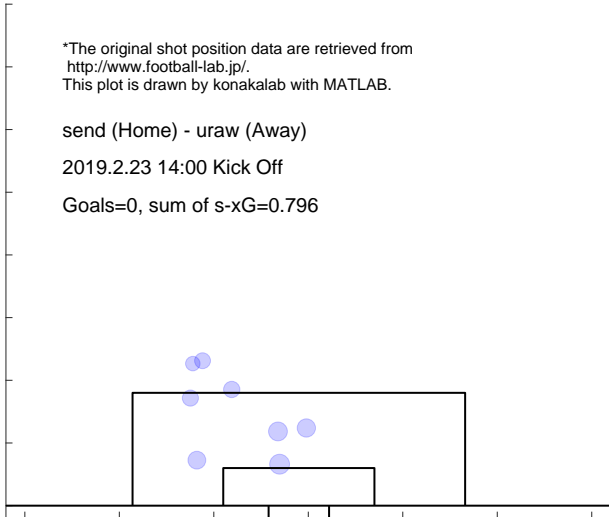 *The original shot position data are retrieved from
http://www.football-lab.jp/.
This plot is drawn by konakalab with MATLAB.
send (Home) - uraw (Away)
2019.2.23 14:00 Kick Off
Goals=0, sum of s-xG=0.796